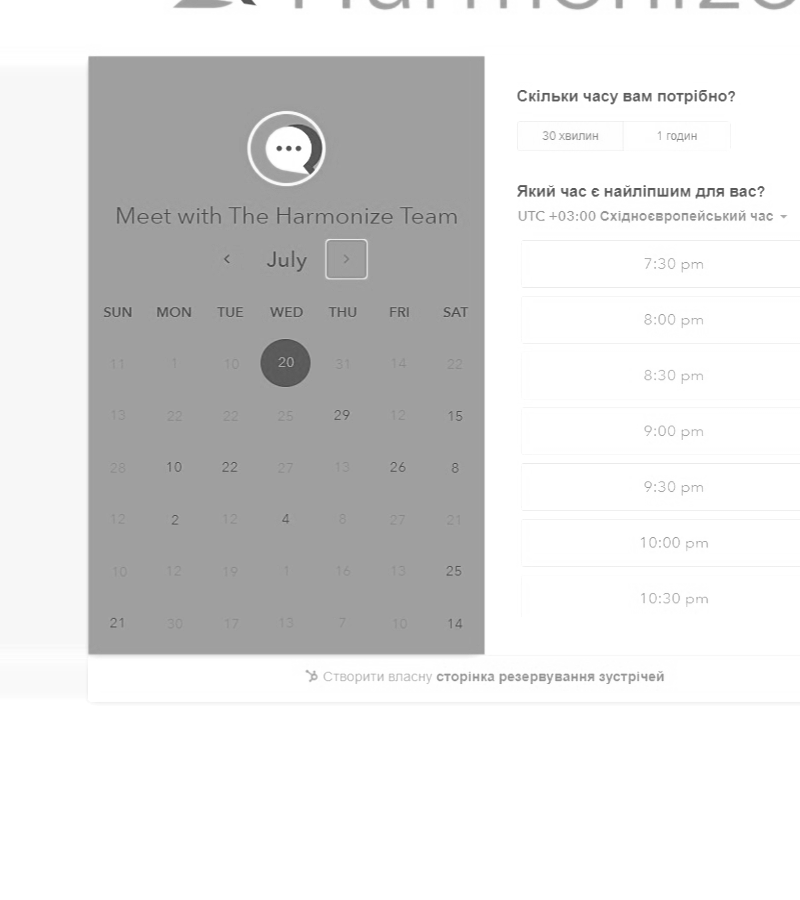 Harmonize
Meet with The Harmonize Team
July
SUN MON TUE WED THU FRI SAT
11 1 10 20 31 14 22
13 22 22 25 29 12 15
28 10 22 27 13 26 8
12 2 12 4 8 27 21
10 12 19 1 16 13 25
21 30 17 13 7 10 14
Скільки часу вам потрібно?
30 хвилин 1 годин
Який час є найліпшим для вас?
UTC +03:00 Східноєвропейський час
7:30 pm
8:00 pm
8:30 pm
9:00 pm
9:30 pm
10:00 pm
10:30 pm
Створити власну сторінка резервування зустрічей